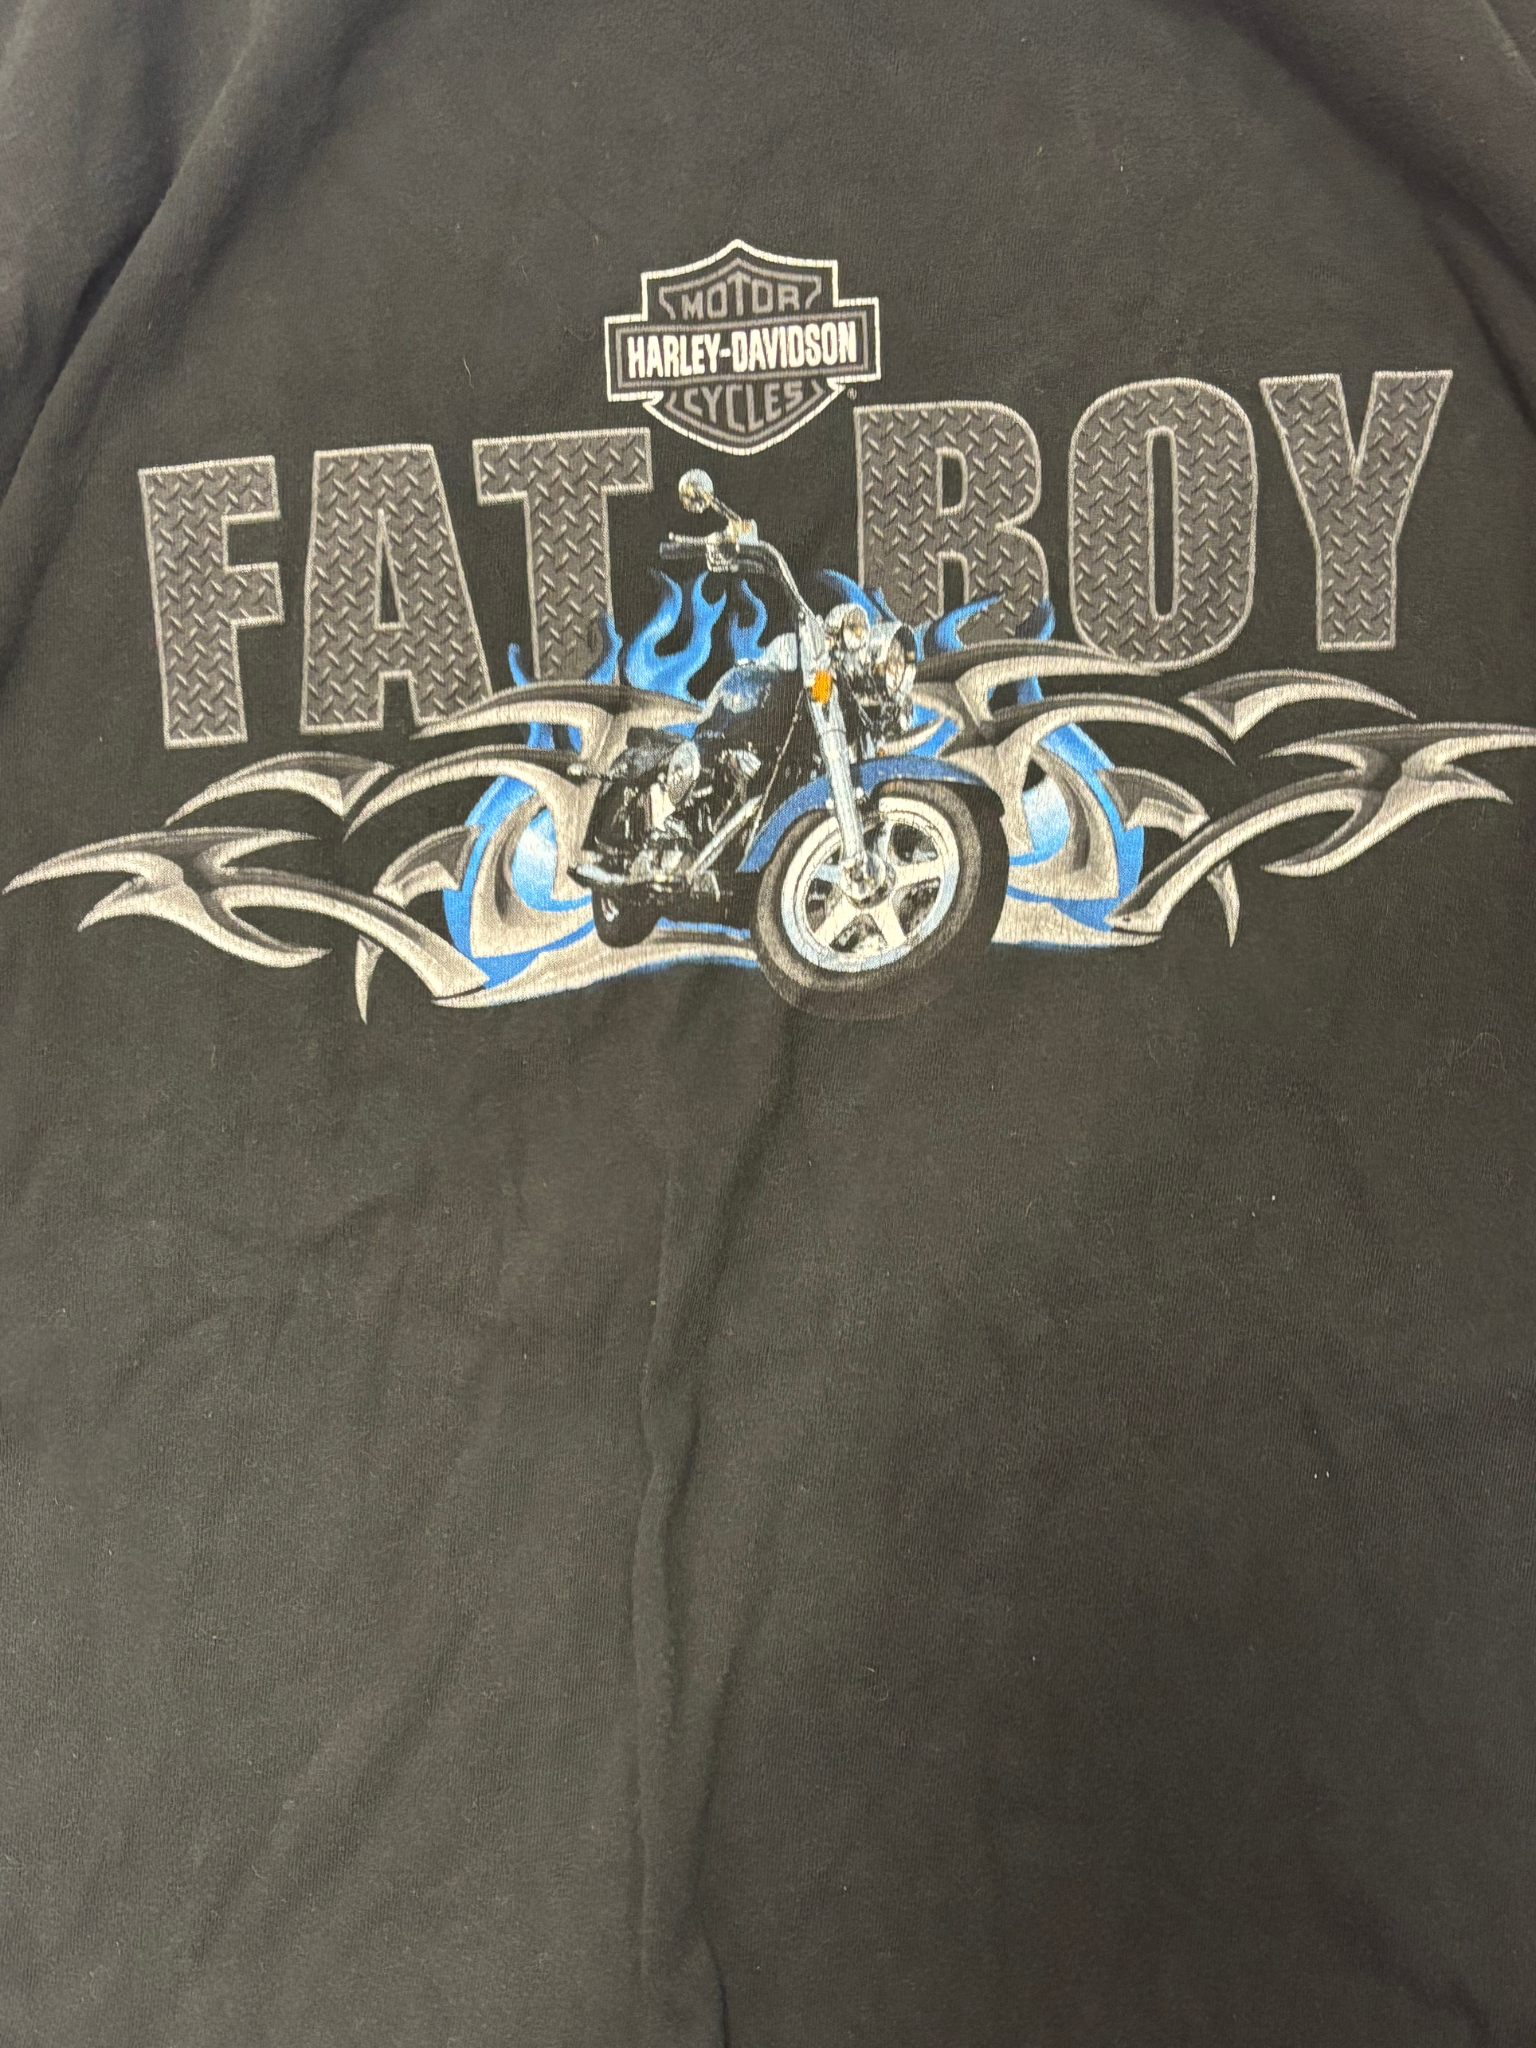 MOTOR
HARLEY-DAVIDSON
CYCLES
®
FAT BOY